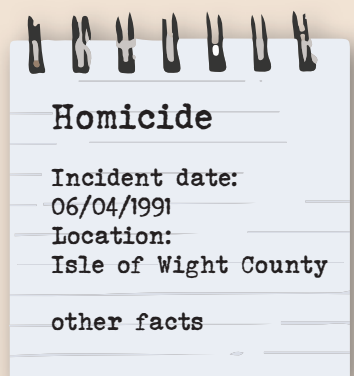 Homicide
Incident date:
06/04/1991
Location:
Isle of Wight County
other facts